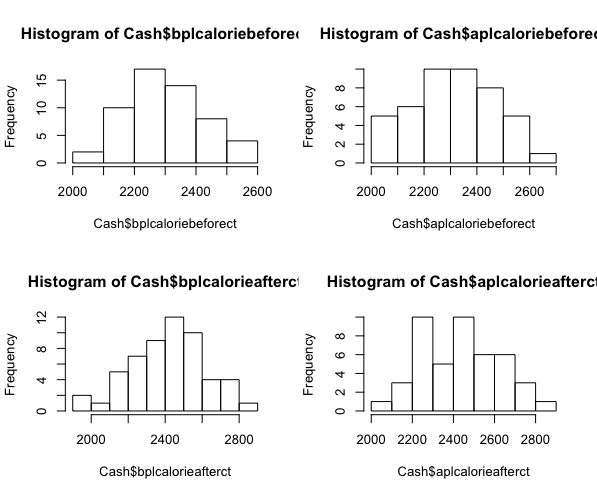 Histogram of Cash$bplcaloriebeforec
Frequency
0 5 10 15
2000 2200 2400 2600
Cash$bplcaloriebeforect
Histogram of Cash$aplcaloriebeforec
Frequency
0 2 4 6 8
2000 2200 2400 2600
Cash$aplcaloriebeforect
Histogram of Cash$bplcalorieafterct
Frequency
0 4 8 12
2000 2400 2800
Cash$bplcalorieafterct
Histogram of Cash$aplcalorieafterct
Frequency
0 2 4 6 8
2000 2200 2400 2600 2800
Cash$aplcalorieafterct